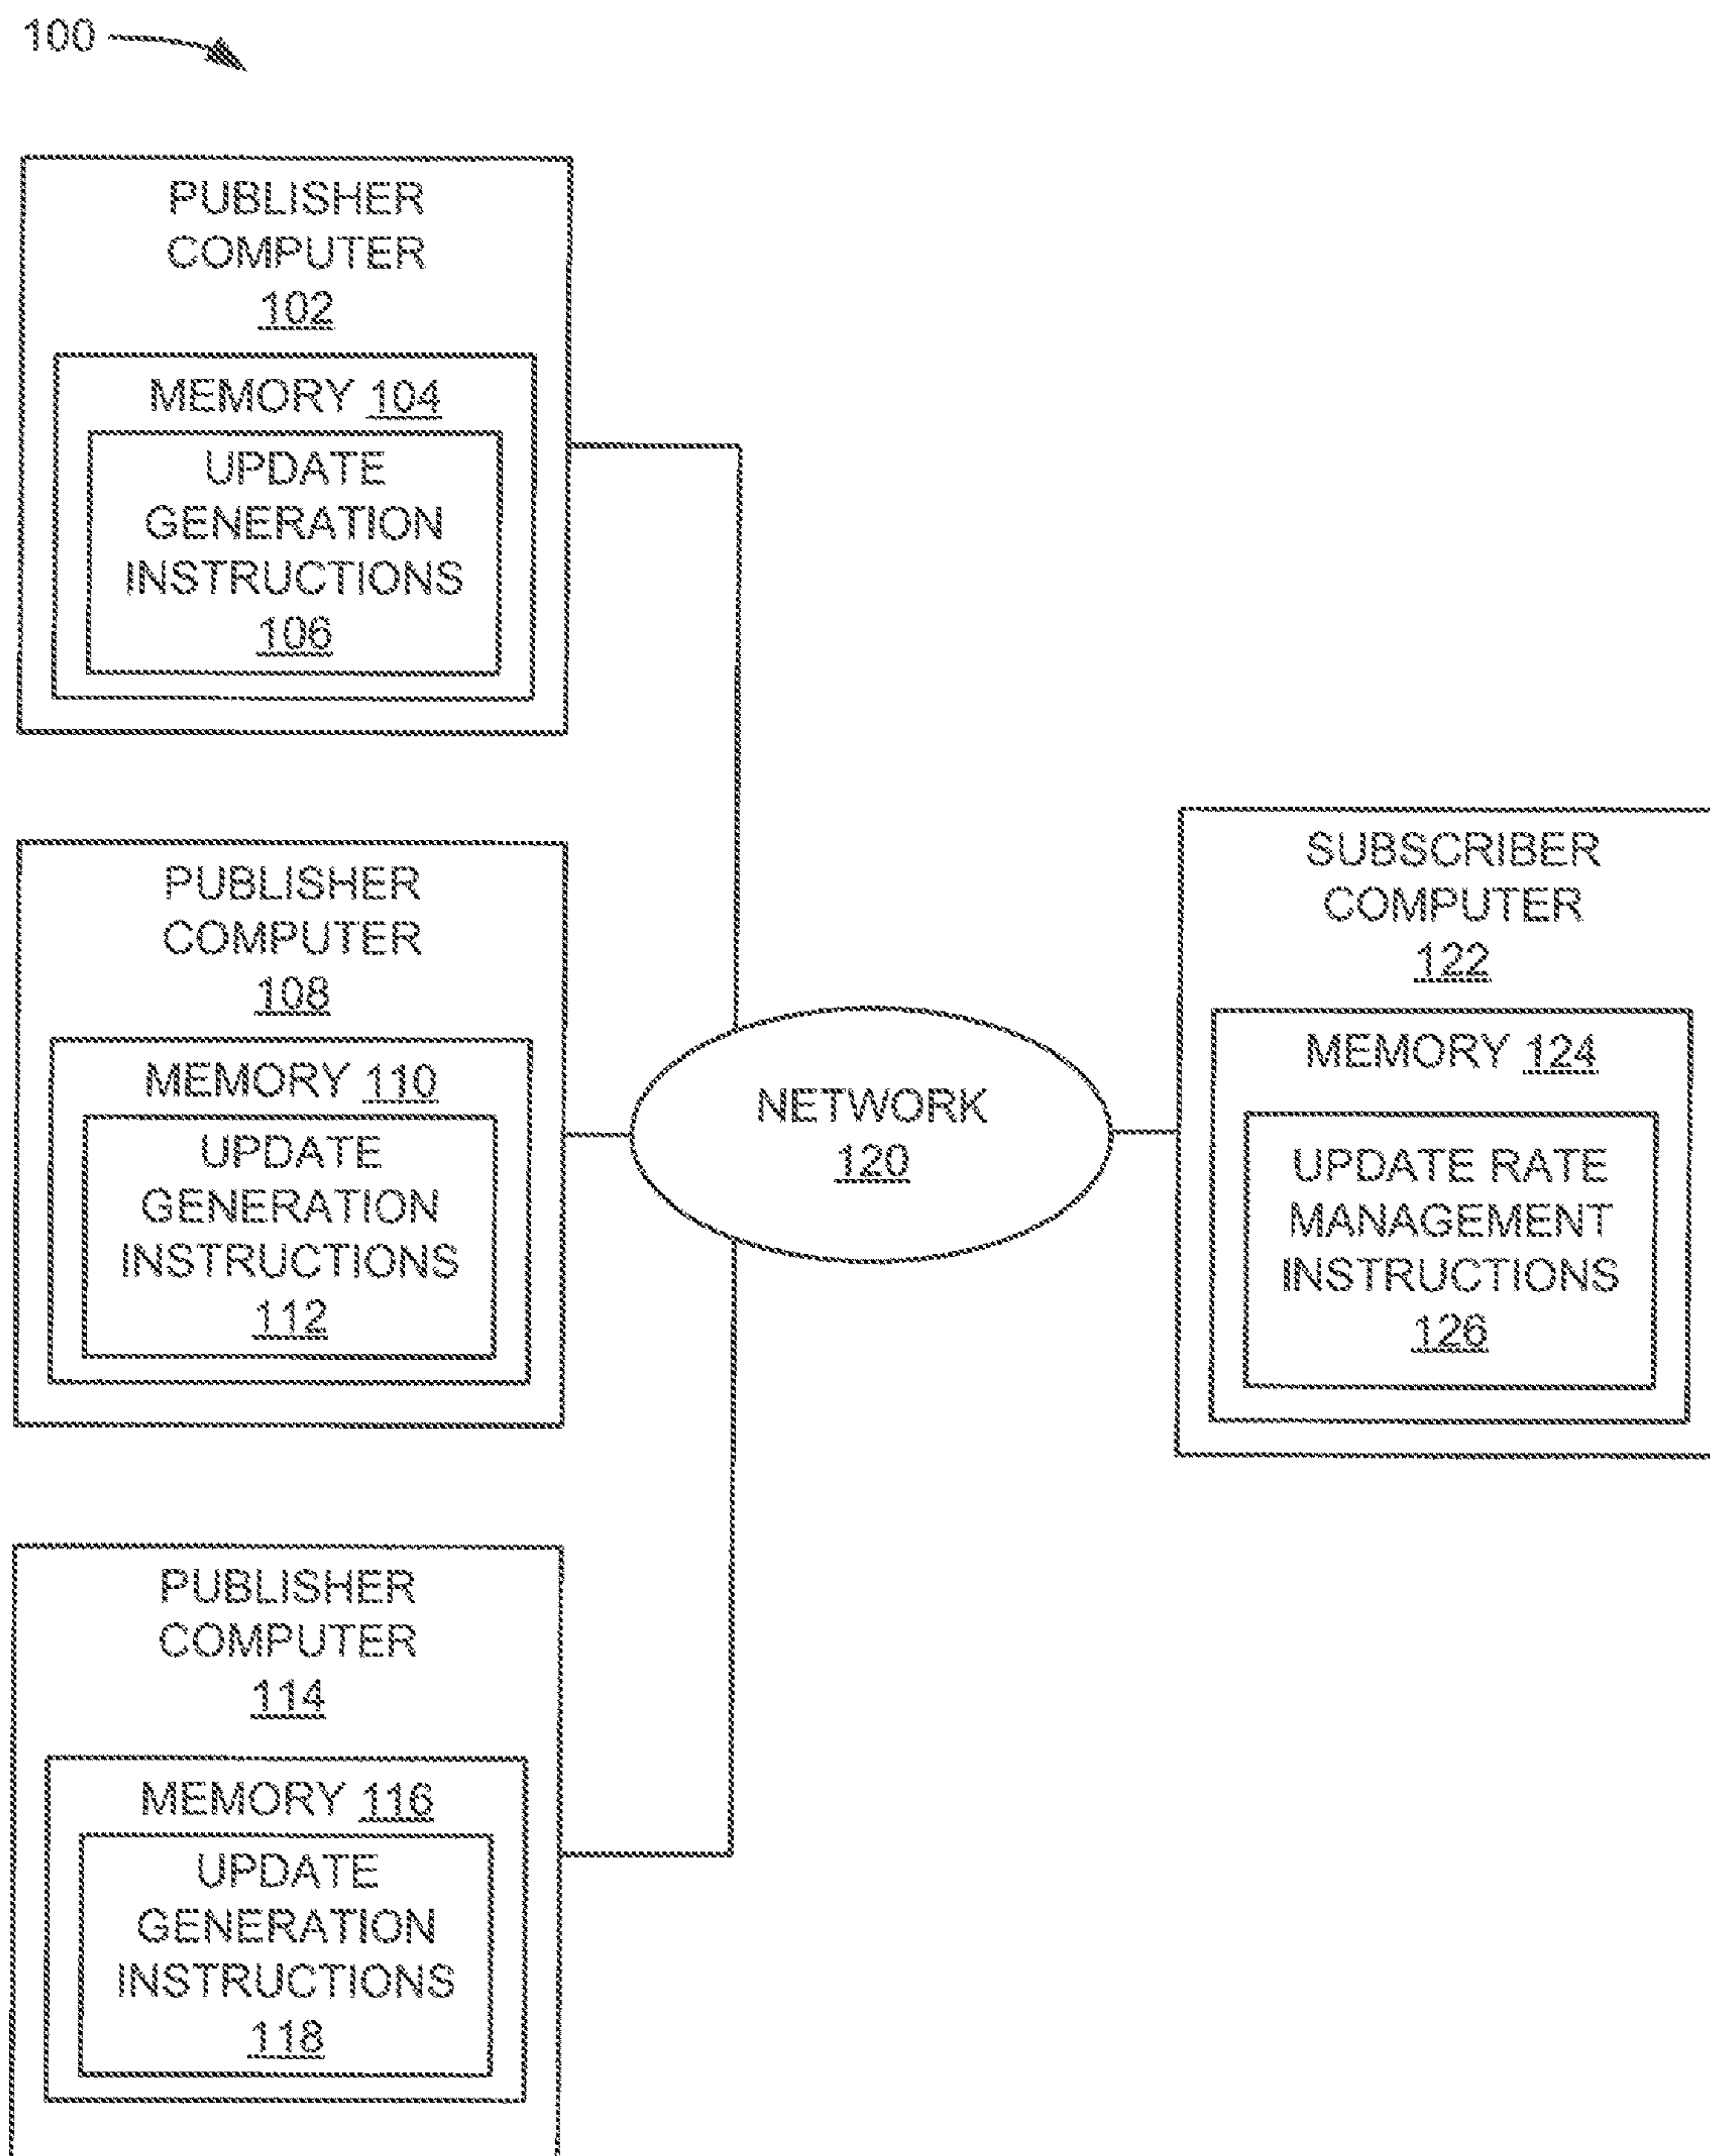 100
PUBLISHER
COMPUTER
102
MEMORY 104
UPDATE
GENERATION
INSTRUCTIONS
106
PUBLISHER
COMPUTER
108
MEMORY 110
UPDATE
GENERATION
INSTRUCTIONS
112
PUBLISHER
COMPUTER
114
MEMORY 116
UPDATE
GENERATION
INSTRUCTIONS
118
NETWORK
120
SUBSCRIBER
COMPUTER
122
MEMORY 124
UPDATE RATE
MANAGEMENT
INSTRUCTIONS
126